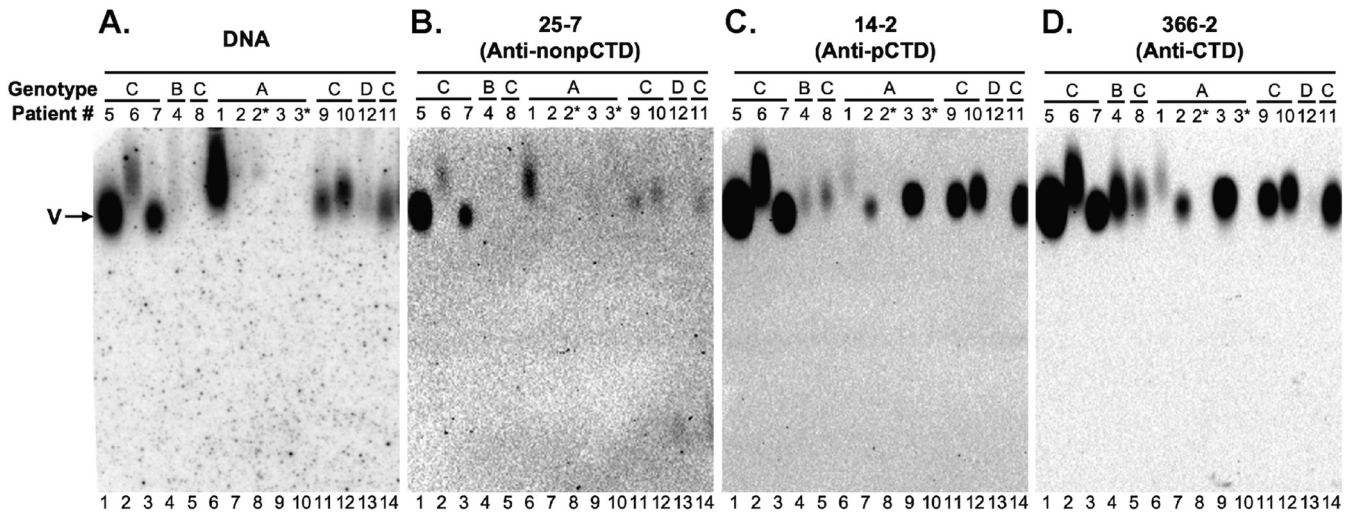 A. DNA
B. 25-7
(Anti-nonpCTD)
C. 14-2
(Anti-pCTD)
D. 366-2
(Anti-CTD)
Genotype C B C A C D C
Patient # 5 6 7 4 8 1 2 2* 3 3* 9 10 12 11
C B C A C D C
5 6 7 4 8 1 2 2* 3 3* 9 10 12 11
C B C A C D C
5 6 7 4 8 1 2 2* 3 3* 9 10 12 11
C B C A C D C
5 6 7 4 8 1 2 2* 3 3* 9 10 12 11
V
1 2 3 4 5 6 7 8 9 10 11 12 13 14
1 2 3 4 5 6 7 8 9 10 11 12 13 14
1 2 3 4 5 6 7 8 9 10 11 12 13 14
1 2 3 4 5 6 7 8 9 10 11 12 13 14